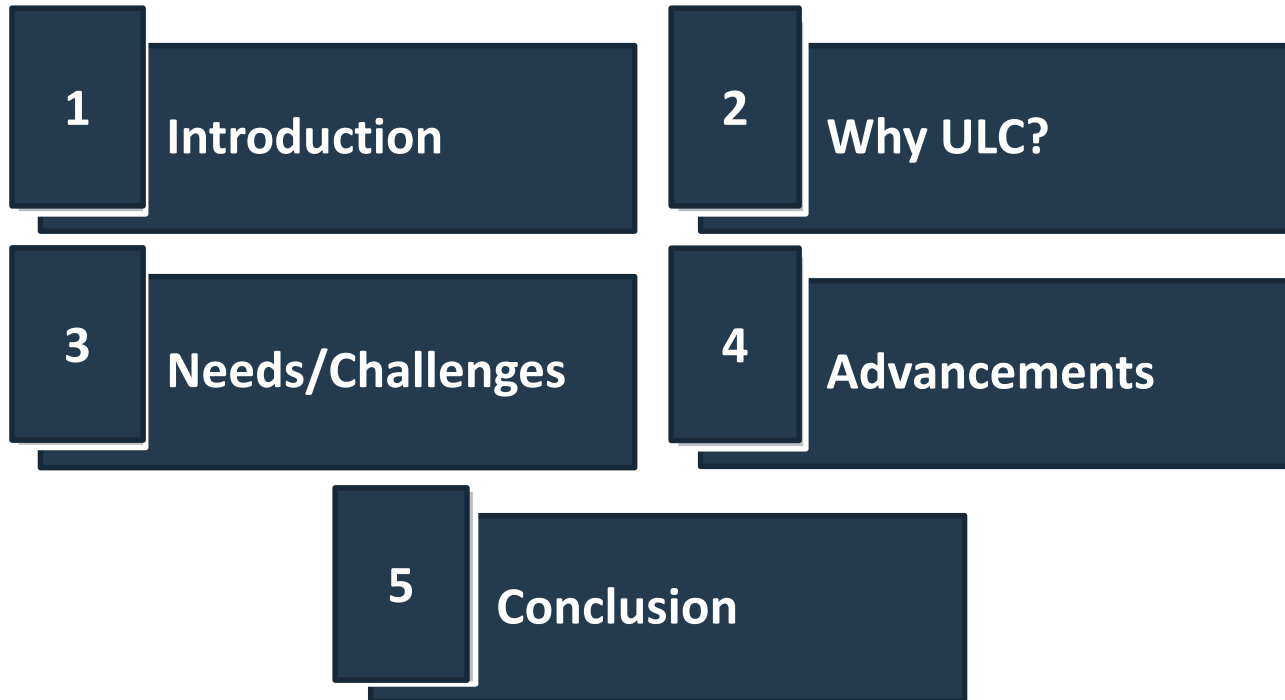 1
Introduction
2
Why ULC?
3
Needs/Challenges
4
Advancements
5
Conclusion